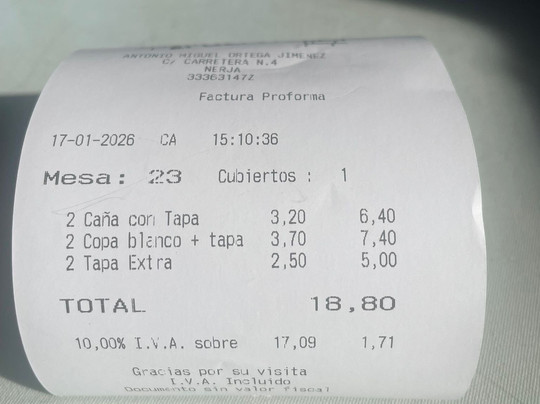 ANTONIO MIGUEL ORTEGA JIMENEZ
C/ CARRETERA N.4
NERJA
33363147Z
Factura Proforma
17-01-2026 CA 15:10:36
Mesa: 23 Cubiertos : 1
2 Caña con Tapa 3,20 6,40
2 Copa blanco + tapa 3,70 7,40
2 Tapa Extra 2,50 5,00
TOTAL 18,80
10,00% I.V.A. sobre 17,09 1,71
Gracias por su visita
I.V.A. Incluido
Documento sin valor fiscal